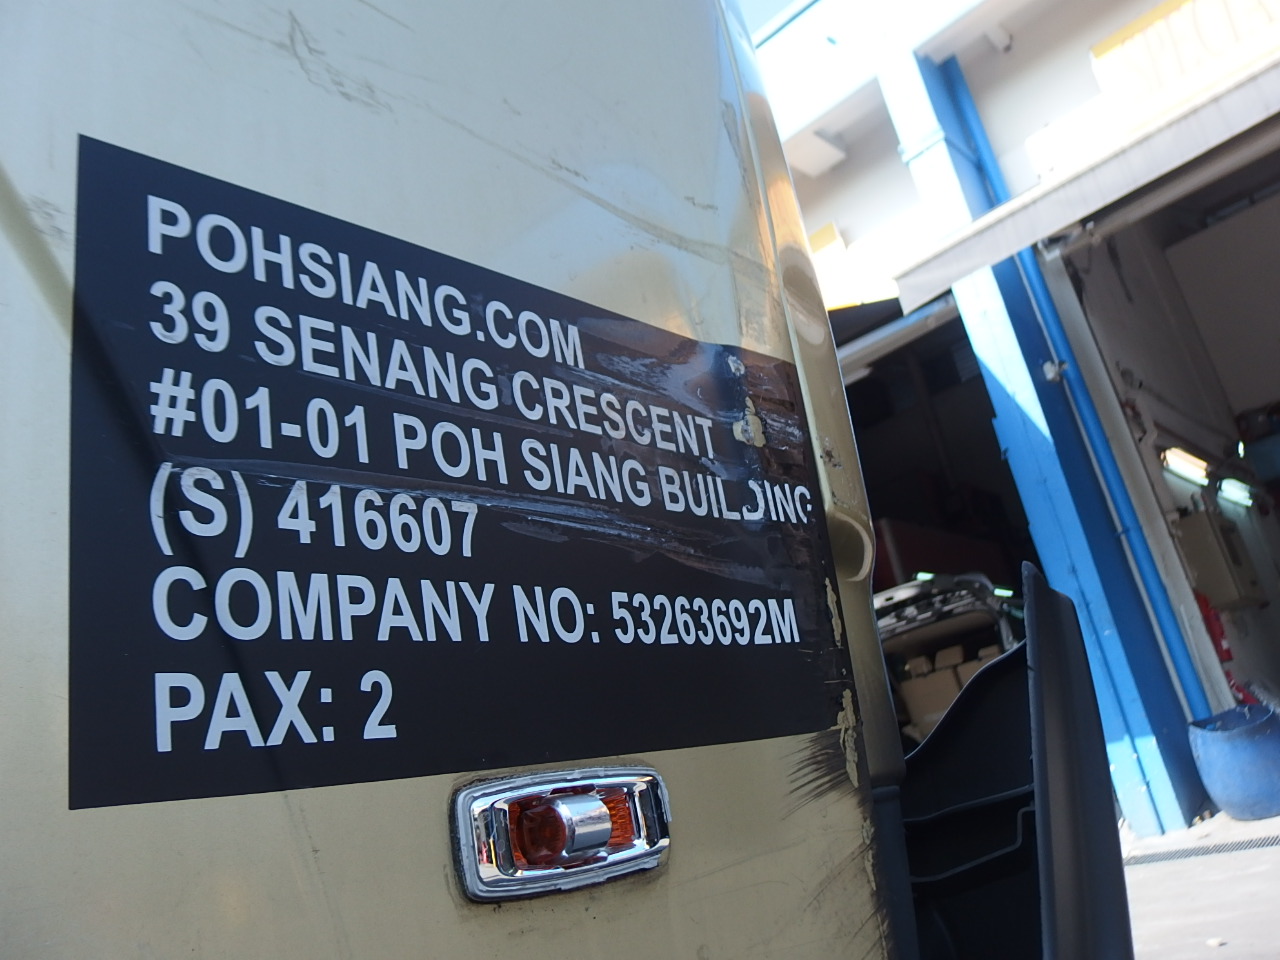 POHSIANG.COM
39 SENANG CRESCENT
#01-01 POH SIANG BUILDING
(S) 416607
COMPANY NO: 53263692M
PAX: 2